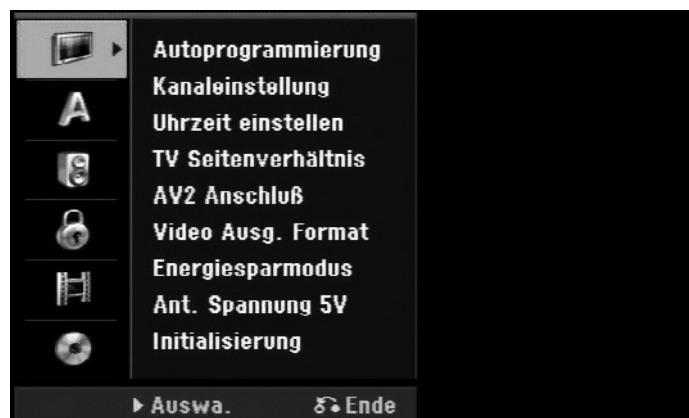 Autoprogrammierung
Kanaleinstellung
Uhrzeit einstellen
TV Seitenverhältnis
AV2 Anschluß
Video Ausg. Format
Energiesparmodus
Ant. Spannung 5V
Initialisierung
Auswa. Ende